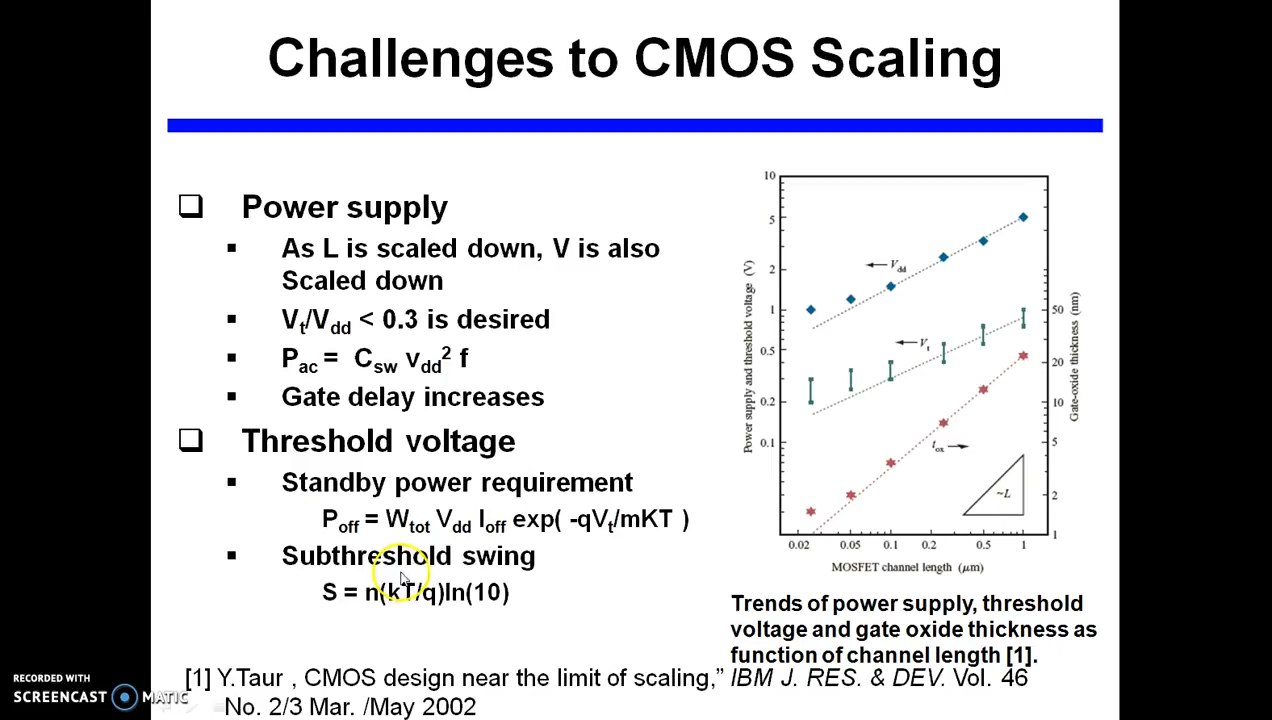 Challenges to CMOS Scaling
❑ Power supply
▪ As L is scaled down, V is also
Scaled down
▪ Vt/Vdd < 0.3 is desired
▪ Pac = Csw vdd2 f
▪ Gate delay increases
❑ Threshold voltage
▪ Standby power requirement
Poff = Wtot Vdd Ioff exp( -qVt/mKT )
▪ Subthreshold swing
S = n(kT/q)ln(10)
10
5
2
1
0.5
0.2
0.1
Power supply and threshold voltage (V)
Vdd
Vt
tox
~L
50
20
10
5
2
1
Gate-oxide thickness (nm)
0.02 0.05 0.1 0.2 0.5 1
MOSFET channel length (μm)
Trends of power supply, threshold
voltage and gate oxide thickness as
function of channel length [1].
[1] Y.Taur , CMOS design near the limit of scaling,” IBM J. RES. & DEV. Vol. 46
No. 2/3 Mar. /May 2002
RECORDED WITH
SCREENCAST MATIC